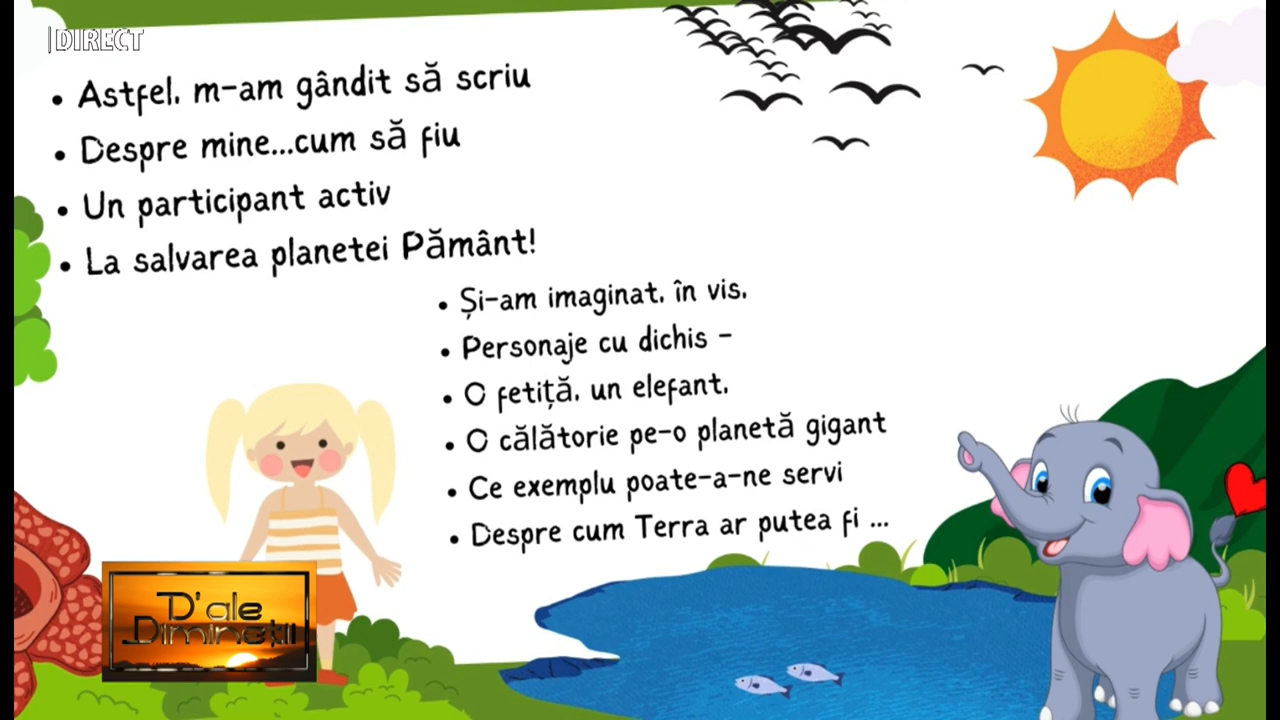 |DIRECT
• Astfel, m-am gândit să scriu
• Despre mine...cum să fiu
• Un participant activ
• La salvarea planetei Pământ!
• Și-am imaginat, în vis,
• Personaje cu dichis -
• O fetiță, un elefant,
• O călătorie pe-o planetă gigant
• Ce exemplu poate-a-ne servi
• Despre cum Terra ar putea fi ...
D'ale
Dimineții